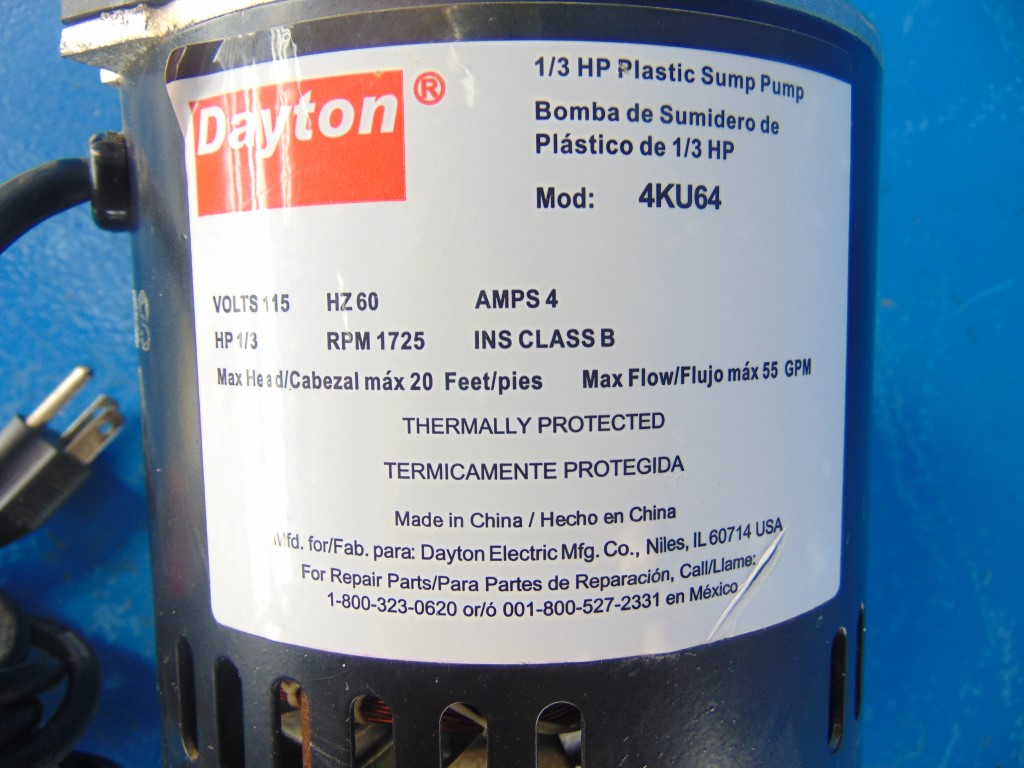 Dayton®
1/3 HP Plastic Sump Pump
Bomba de Sumidero de
Plástico de 1/3 HP
Mod: 4KU64
VOLTS 115 HZ 60 AMPS 4
HP 1/3 RPM 1725 INS CLASS B
Max Head/Cabezal máx 20 Feet/pies Max Flow/Flujo máx 55 GPM
THERMALLY PROTECTED
TERMICAMENTE PROTEGIDA
Made in China / Hecho en China
Mfd. for/Fab. para: Dayton Electric Mfg. Co., Niles, IL 60714 USA
For Repair Parts/Para Partes de Reparación, Call/Llame:
1-800-323-0620 or/ó 001-800-527-2331 en México